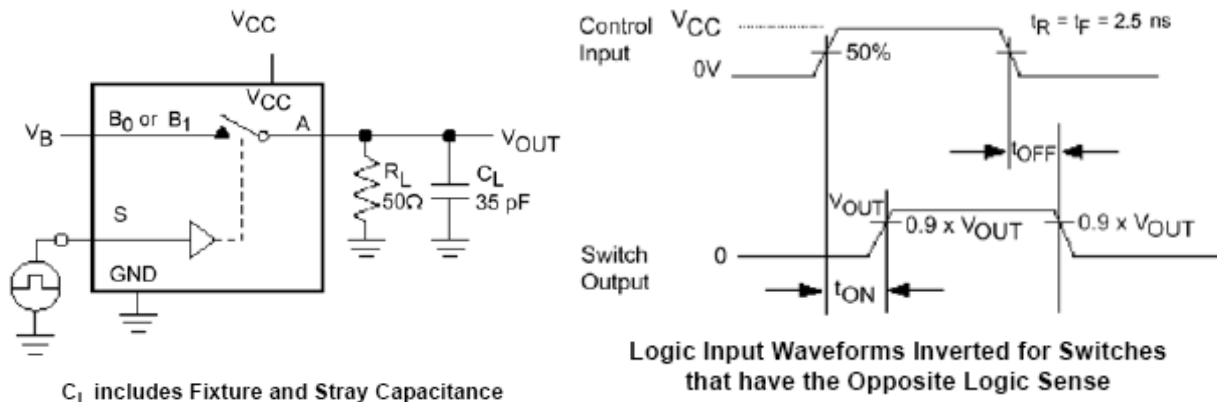 VCC
VCC
VB
B0 or B1
A
VOUT
RL
50Ω
CL
35 pF
S
GND
CL includes Fixture and Stray Capacitance
Control
Input
VCC
0V
50%
tR = tF = 2.5 ns
tOFF
VOUT
0.9 x VOUT
0.9 x VOUT
Switch
Output
0
tON
Logic Input Waveforms Inverted for Switches
that have the Opposite Logic Sense